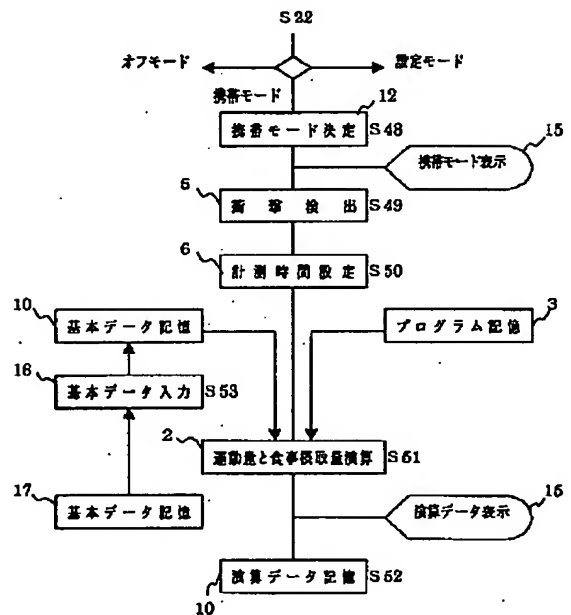 S22
オフモード
設定モード
携帯モード
12
携帯モード決定 S48
15
携帯モード表示
5
衝撃検出 S49
6
計測時間設定 S50
10
基本データ記憶
3
プログラム記憶
16
基本データ入力 S53
2
運動量と食事摂取量演算 S51
17
基本データ記憶
15
演算データ表示
演算データ記憶 S52
10